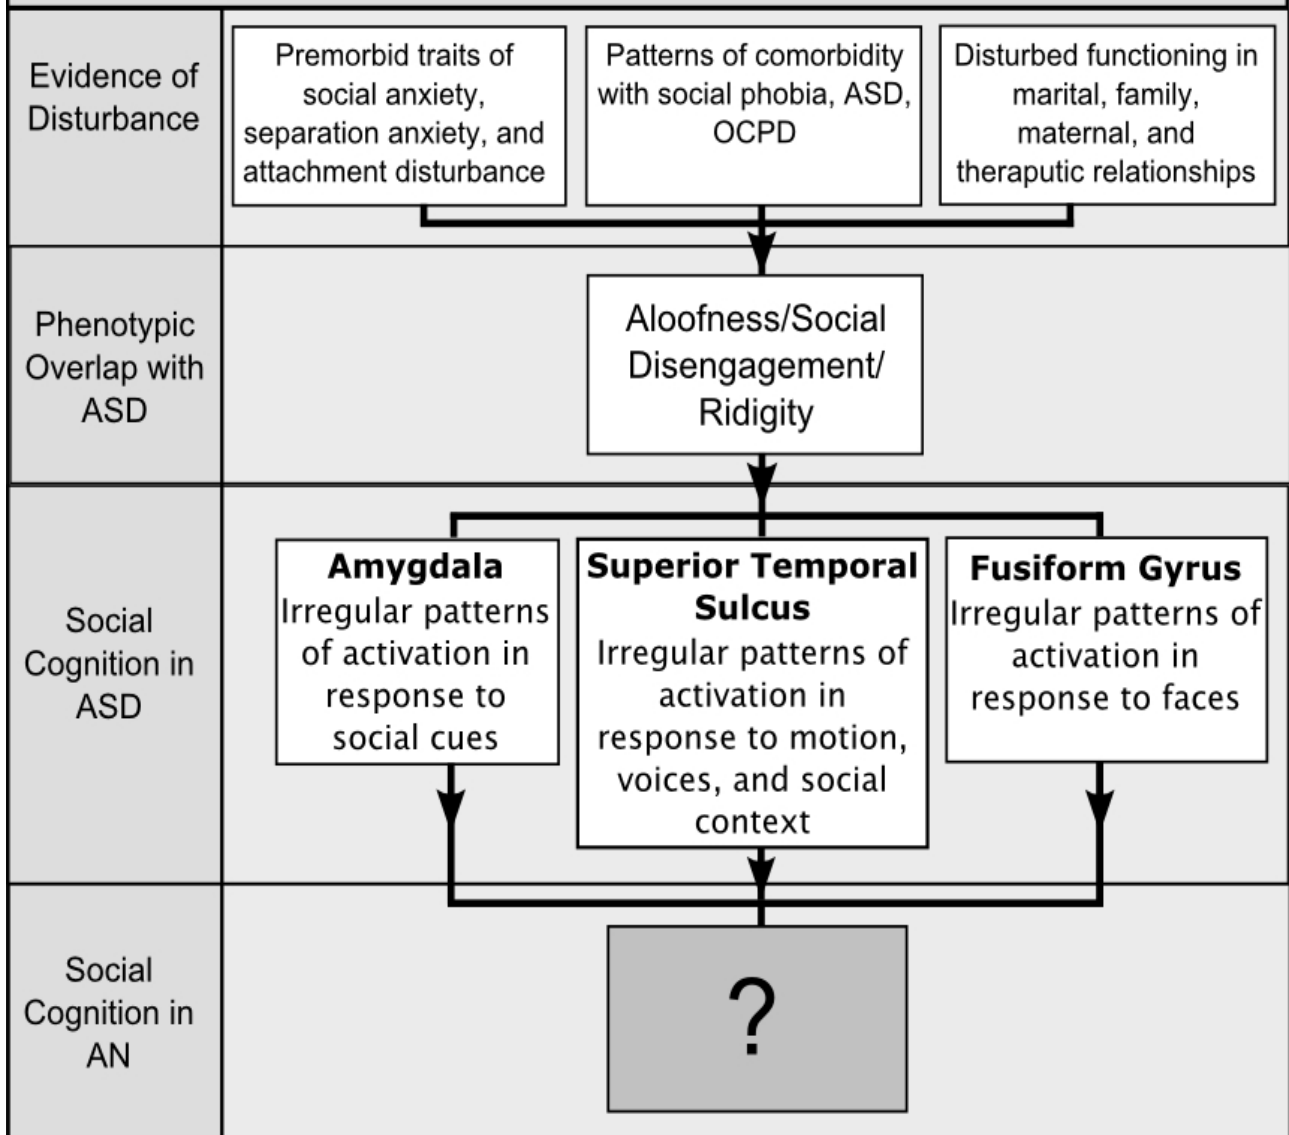 Evidence of
Disturbance
Premorbid traits of
social anxiety,
separation anxiety, and
attachment disturbance
Patterns of comorbidity
with social phobia, ASD,
OCPD
Disturbed functioning in
marital, family,
maternal, and
theraputic relationships
Phenotypic
Overlap with
ASD
Aloofness/Social
Disengagement/
Ridigity
Social
Cognition in
ASD
Amygdala
Irregular patterns
of activation in
response to
social cues
Superior Temporal
Sulcus
Irregular patterns of
activation in
response to motion,
voices, and social
context
Fusiform Gyrus
Irregular patterns of
activation in
response to faces
Social
Cognition in
AN
?